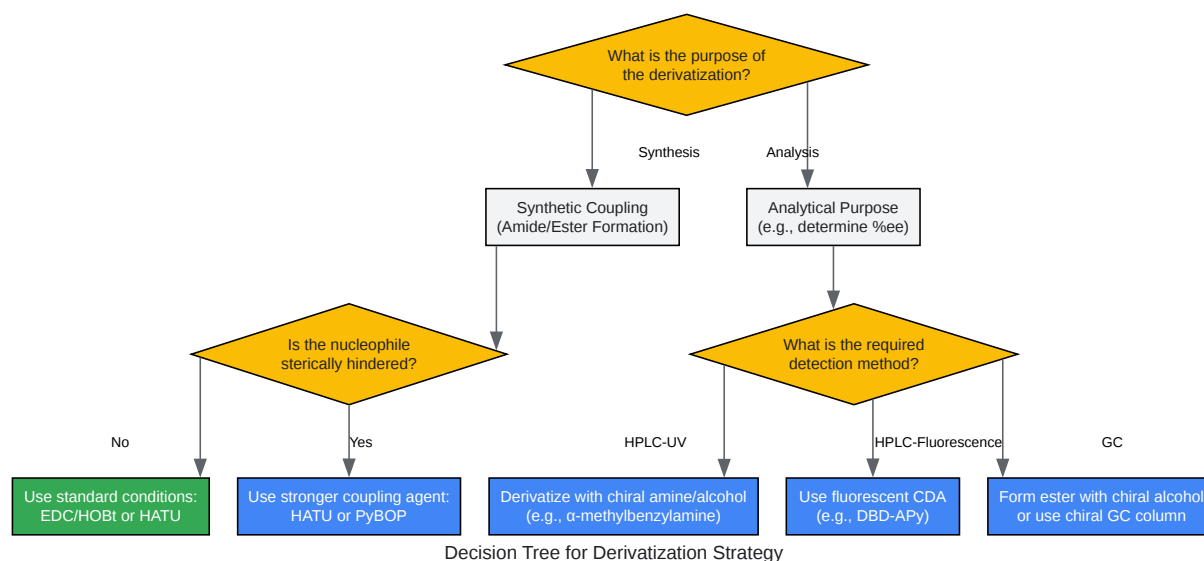 What is the purpose of
the derivatization?
Synthesis
Analysis
Synthetic Coupling
(Amide/Ester Formation)
Analytical Purpose
(e.g., determine %ee)
Is the nucleophile
sterically hindered?
What is the required
detection method?
No
Yes
HPLC-UV
HPLC-Fluorescence
GC
Use standard conditions:
EDC/HOBt or HATU
Use stronger coupling agent:
HATU or PyBOP
Derivatize with chiral amine/alcohol
(e.g., α-methylbenzylamine)
Use fluorescent CDA
(e.g., DBD-APy)
Form ester with chiral alcohol
or use chiral GC column
Decision Tree for Derivatization Strategy